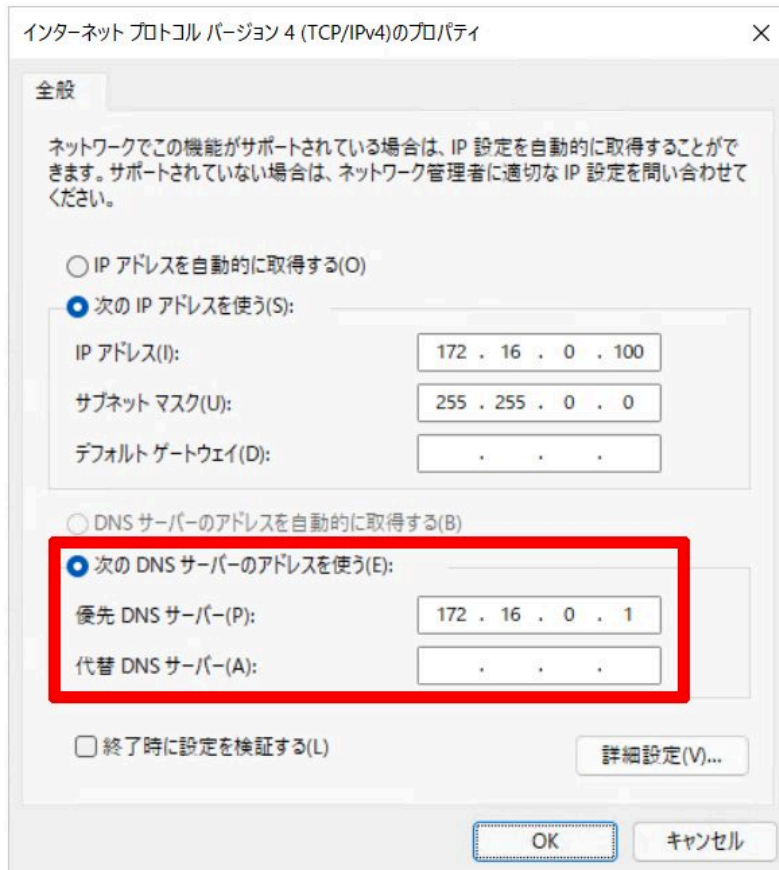 インターネット プロトコル バージョン 4 (TCP/IPv4)のプロパティ
全般
ネットワークでこの機能がサポートされている場合は、IP 設定を自動的に取得することがで
きます。サポートされていない場合は、ネットワーク管理者に適切な IP 設定を問い合わせて
ください。
IP アドレスを自動的に取得する(O)
次の IP アドレスを使う(S):
IP アドレス(I): 172 . 16 . 0 . 100
サブネット マスク(U): 255 . 255 . 0 . 0
デフォルト ゲートウェイ(D): . . .
DNS サーバーのアドレスを自動的に取得する(B)
次の DNS サーバーのアドレスを使う(E):
優先 DNS サーバー(P): 172 . 16 . 0 . 1
代替 DNS サーバー(A): . . .
終了時に設定を検証する(L)
詳細設定(V)...
OK キャンセル